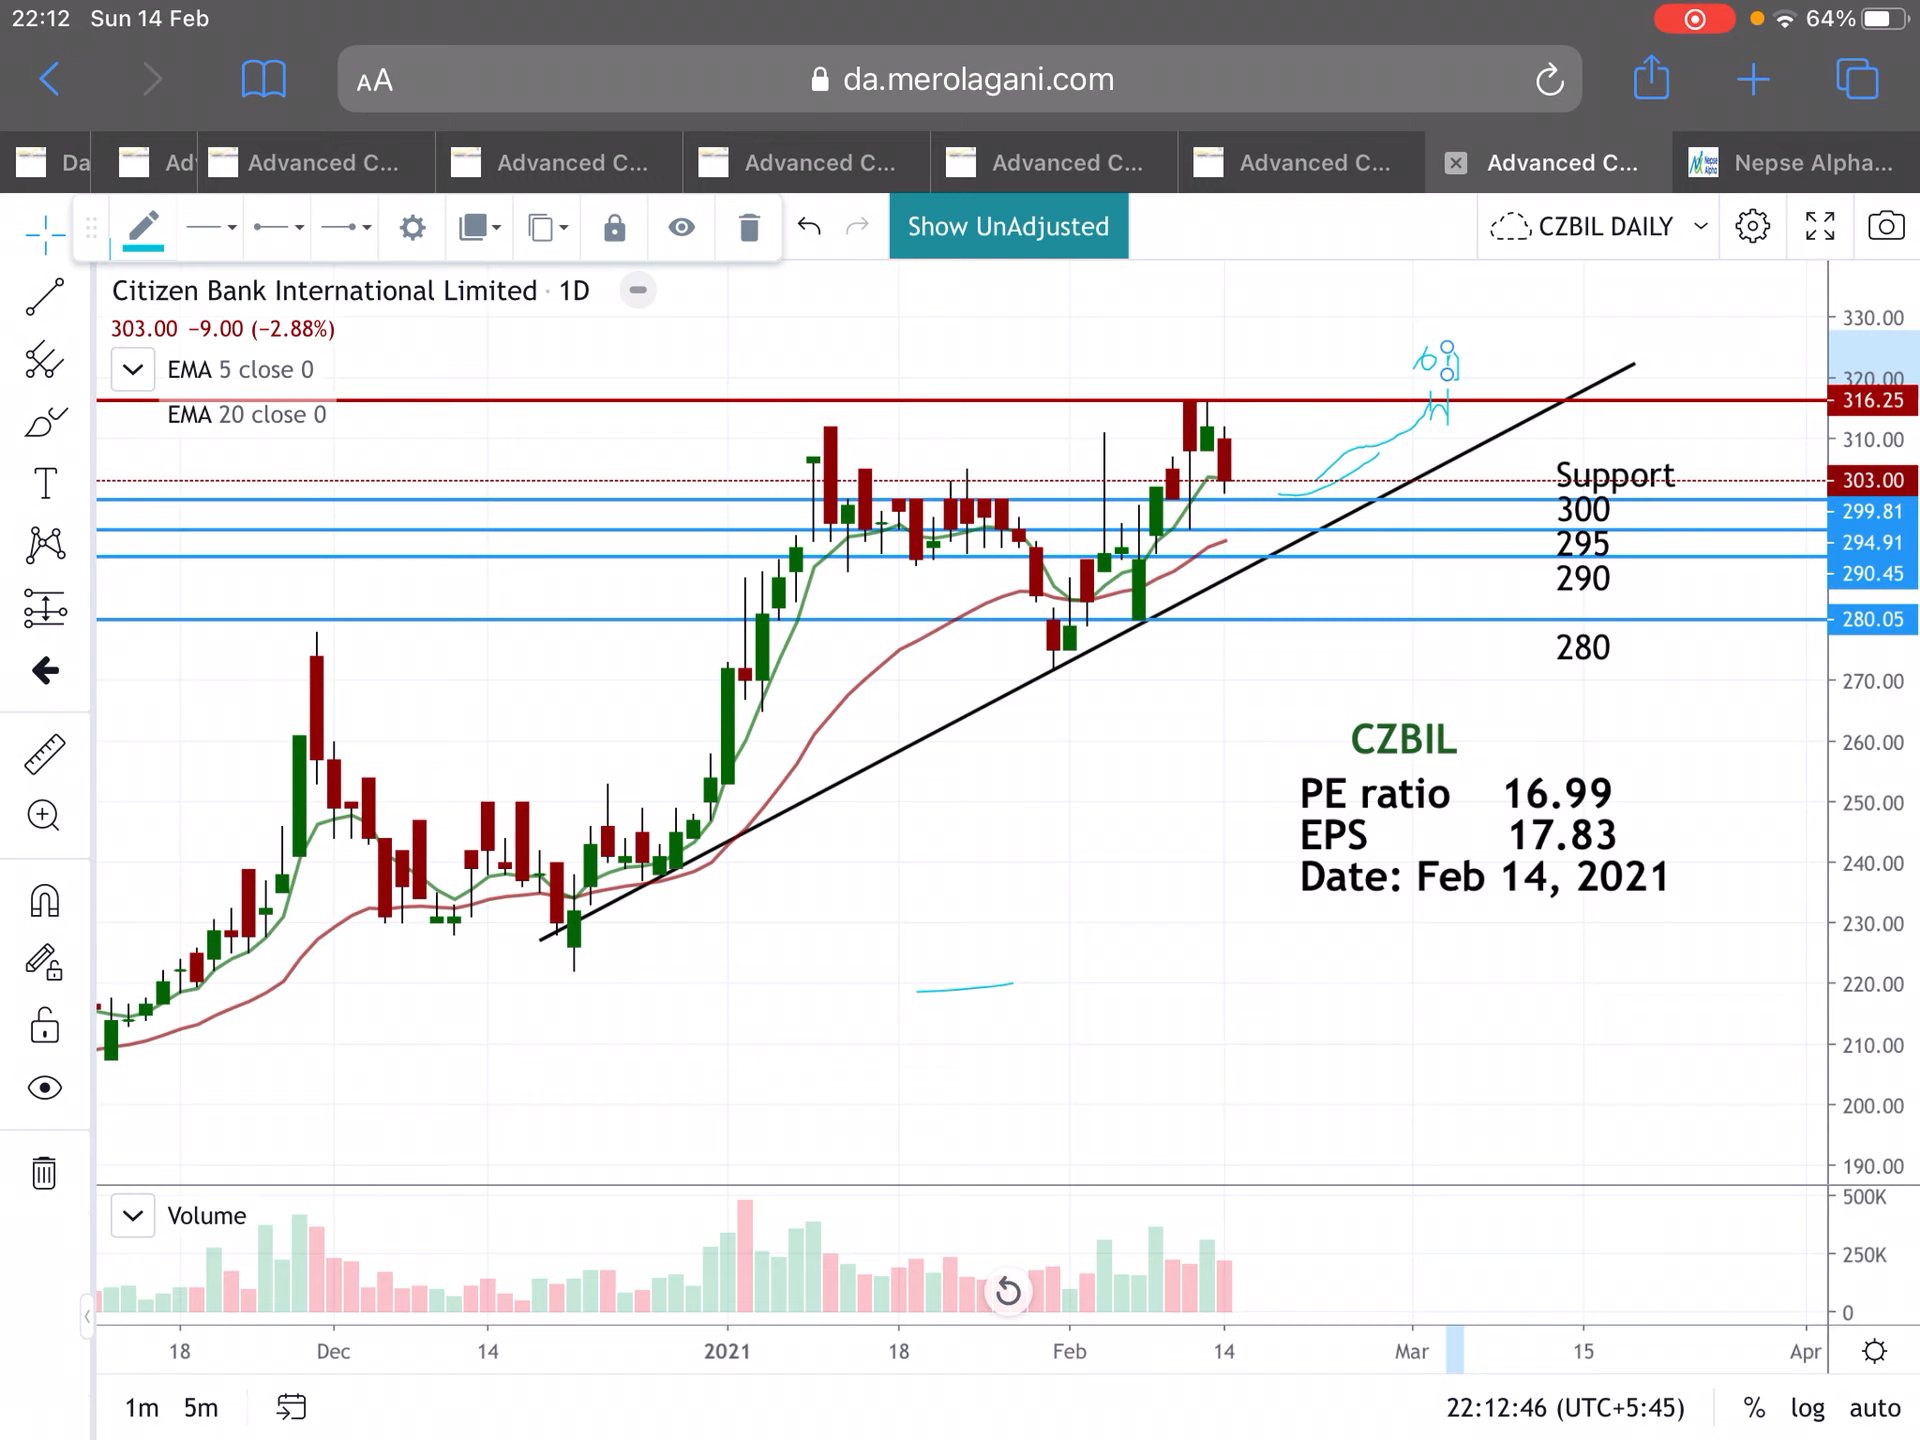 22:12 Sun 14 Feb
64%
AA
da.merolagani.com
Da
Ad
Advanced C...
Advanced C...
Advanced C...
Advanced C...
Advanced C...
Advanced C...
Nepse Alpha...
Show UnAdjusted
CZBIL DAILY
Citizen Bank International Limited · 1D
303.00 −9.00 (−2.88%)
EMA 5 close 0
EMA 20 close 0
330.00
320.00
316.25
310.00
303.00
299.81
294.91
290.45
280.05
270.00
260.00
250.00
240.00
230.00
220.00
210.00
200.00
190.00
Support
300
295
290
280
CZBIL
PE ratio 16.99
EPS 17.83
Date: Feb 14, 2021
Volume
500K
250K
0
18 Dec 14 2021 18 Feb 14 Mar 15 Apr
1m 5m
22:12:46 (UTC+5:45) % log auto